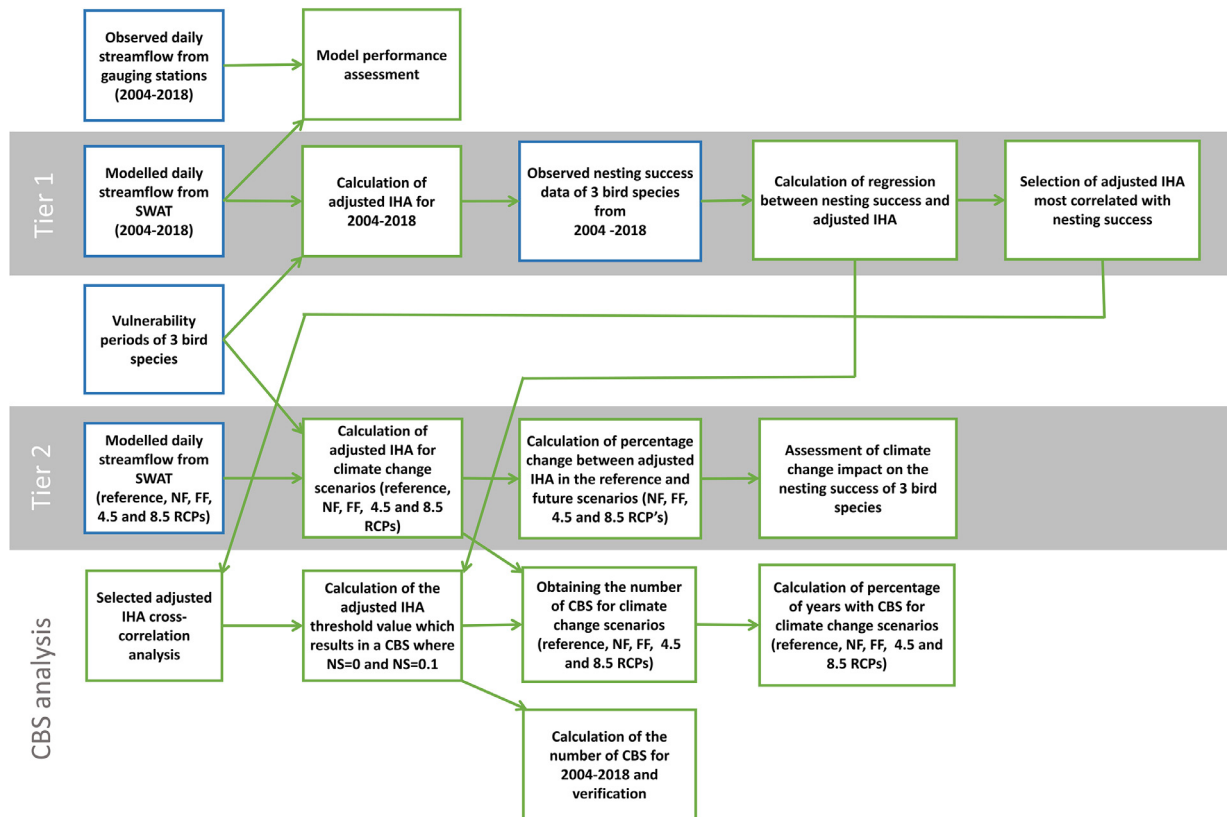 Observed daily
streamflow from
gauging stations
(2004-2018)
Model performance
assessment
Tier 1
Modelled daily
streamflow from
SWAT
(2004-2018)
Calculation of
adjusted IHA for
2004-2018
Observed nesting success
data of 3 bird species
from
2004 -2018
Calculation of regression
between nesting success and
adjusted IHA
Selection of adjusted IHA
most correlated with
nesting success
Vulnerability
periods of 3 bird
species
Tier 2
Modelled daily
streamflow from
SWAT
(reference, NF, FF,
4.5 and 8.5 RCPs)
Calculation of
adjusted IHA for
climate change
scenarios (reference,
NF, FF, 4.5 and 8.5
RCPs)
Calculation of percentage
change between adjusted
IHA in the reference and
future scenarios (NF, FF,
4.5 and 8.5 RCP's)
Assessment of climate
change impact on the
nesting success of 3 bird
species
CBS analysis
Selected adjusted
IHA cross-
correlation
analysis
Calculation of the
adjusted IHA
threshold value which
results in a CBS where
NS=0 and NS=0.1
Obtaining the number
of CBS for climate
change scenarios
(reference, NF, FF, 4.5
and 8.5 RCPs)
Calculation of percentage
of years with CBS for
climate change scenarios
(reference, NF, FF, 4.5 and
8.5 RCPs)
Calculation of the
number of CBS for
2004-2018 and
verification